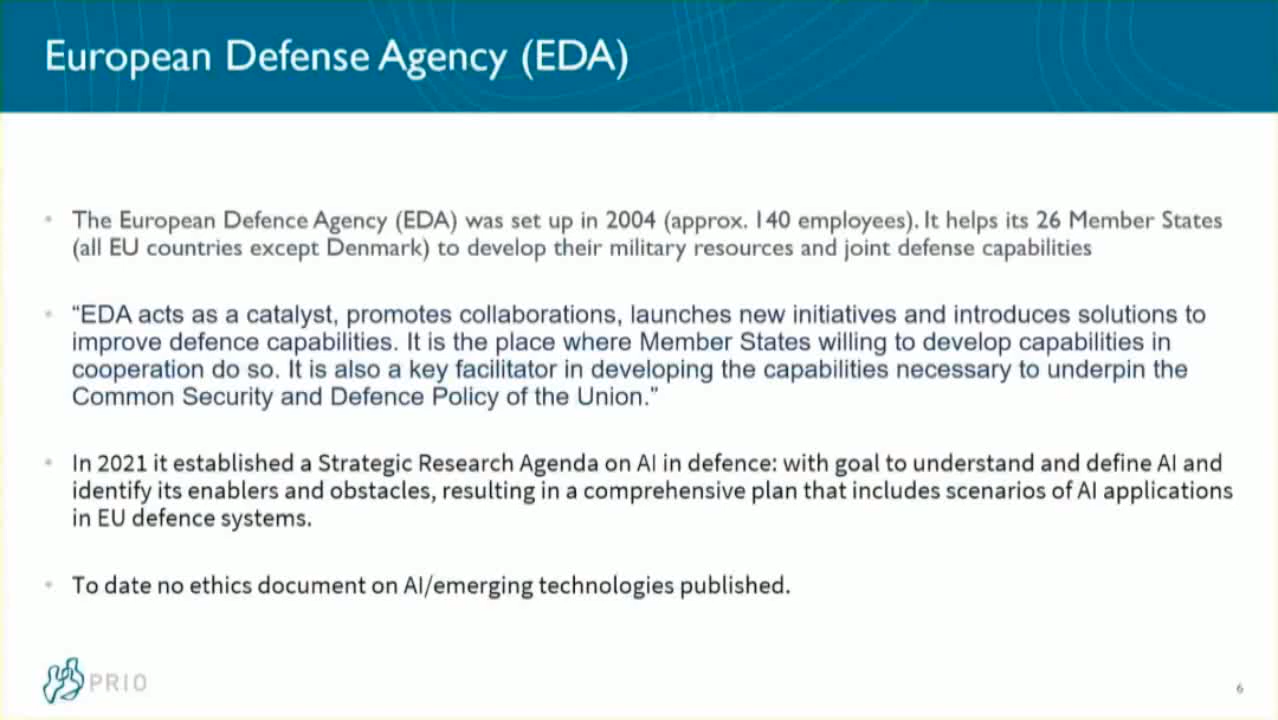 European Defense Agency (EDA)
• The European Defence Agency (EDA) was set up in 2004 (approx. 140 employees). It helps its 26 Member States
(all EU countries except Denmark) to develop their military resources and joint defense capabilities
• “EDA acts as a catalyst, promotes collaborations, launches new initiatives and introduces solutions to
improve defence capabilities. It is the place where Member States willing to develop capabilities in
cooperation do so. It is also a key facilitator in developing the capabilities necessary to underpin the
Common Security and Defence Policy of the Union.”
• In 2021 it established a Strategic Research Agenda on AI in defence: with goal to understand and define AI and
identify its enablers and obstacles, resulting in a comprehensive plan that includes scenarios of AI applications
in EU defence systems.
• To date no ethics document on AI/emerging technologies published.
PRIO
6